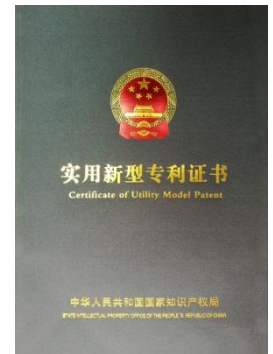 实用新型专利证书
Certificate of Utility Model Patent
中华人民共和国国家知识产权局
STATE INTELLECTUAL PROPERTY OFFICE OF THE PEOPLE'S REPUBLIC OF CHINA